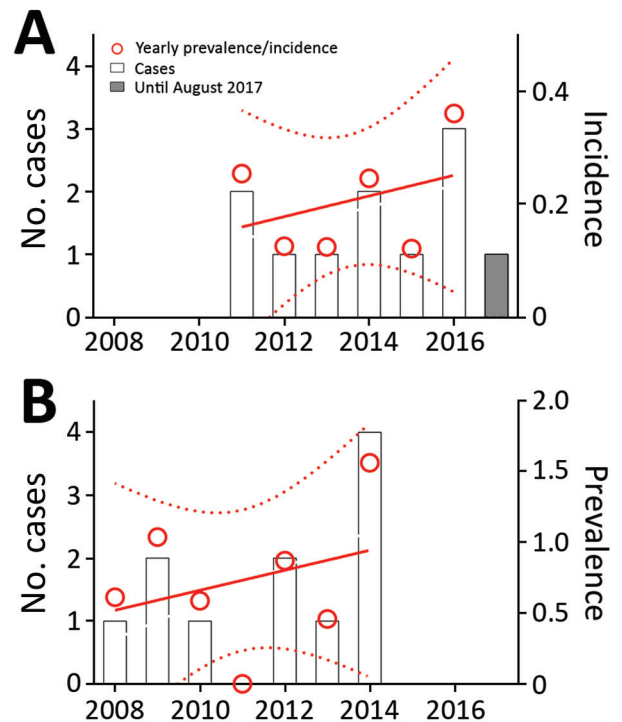 A
Yearly prevalence/incidence
Cases
Until August 2017
No. cases
4
3
2
1
0
Incidence
0.4
0.2
0
2008 2010 2012 2014 2016
B
No. cases
4
3
2
1
0
Prevalence
2.0
1.5
1.0
0.5
0
2008 2010 2012 2014 2016